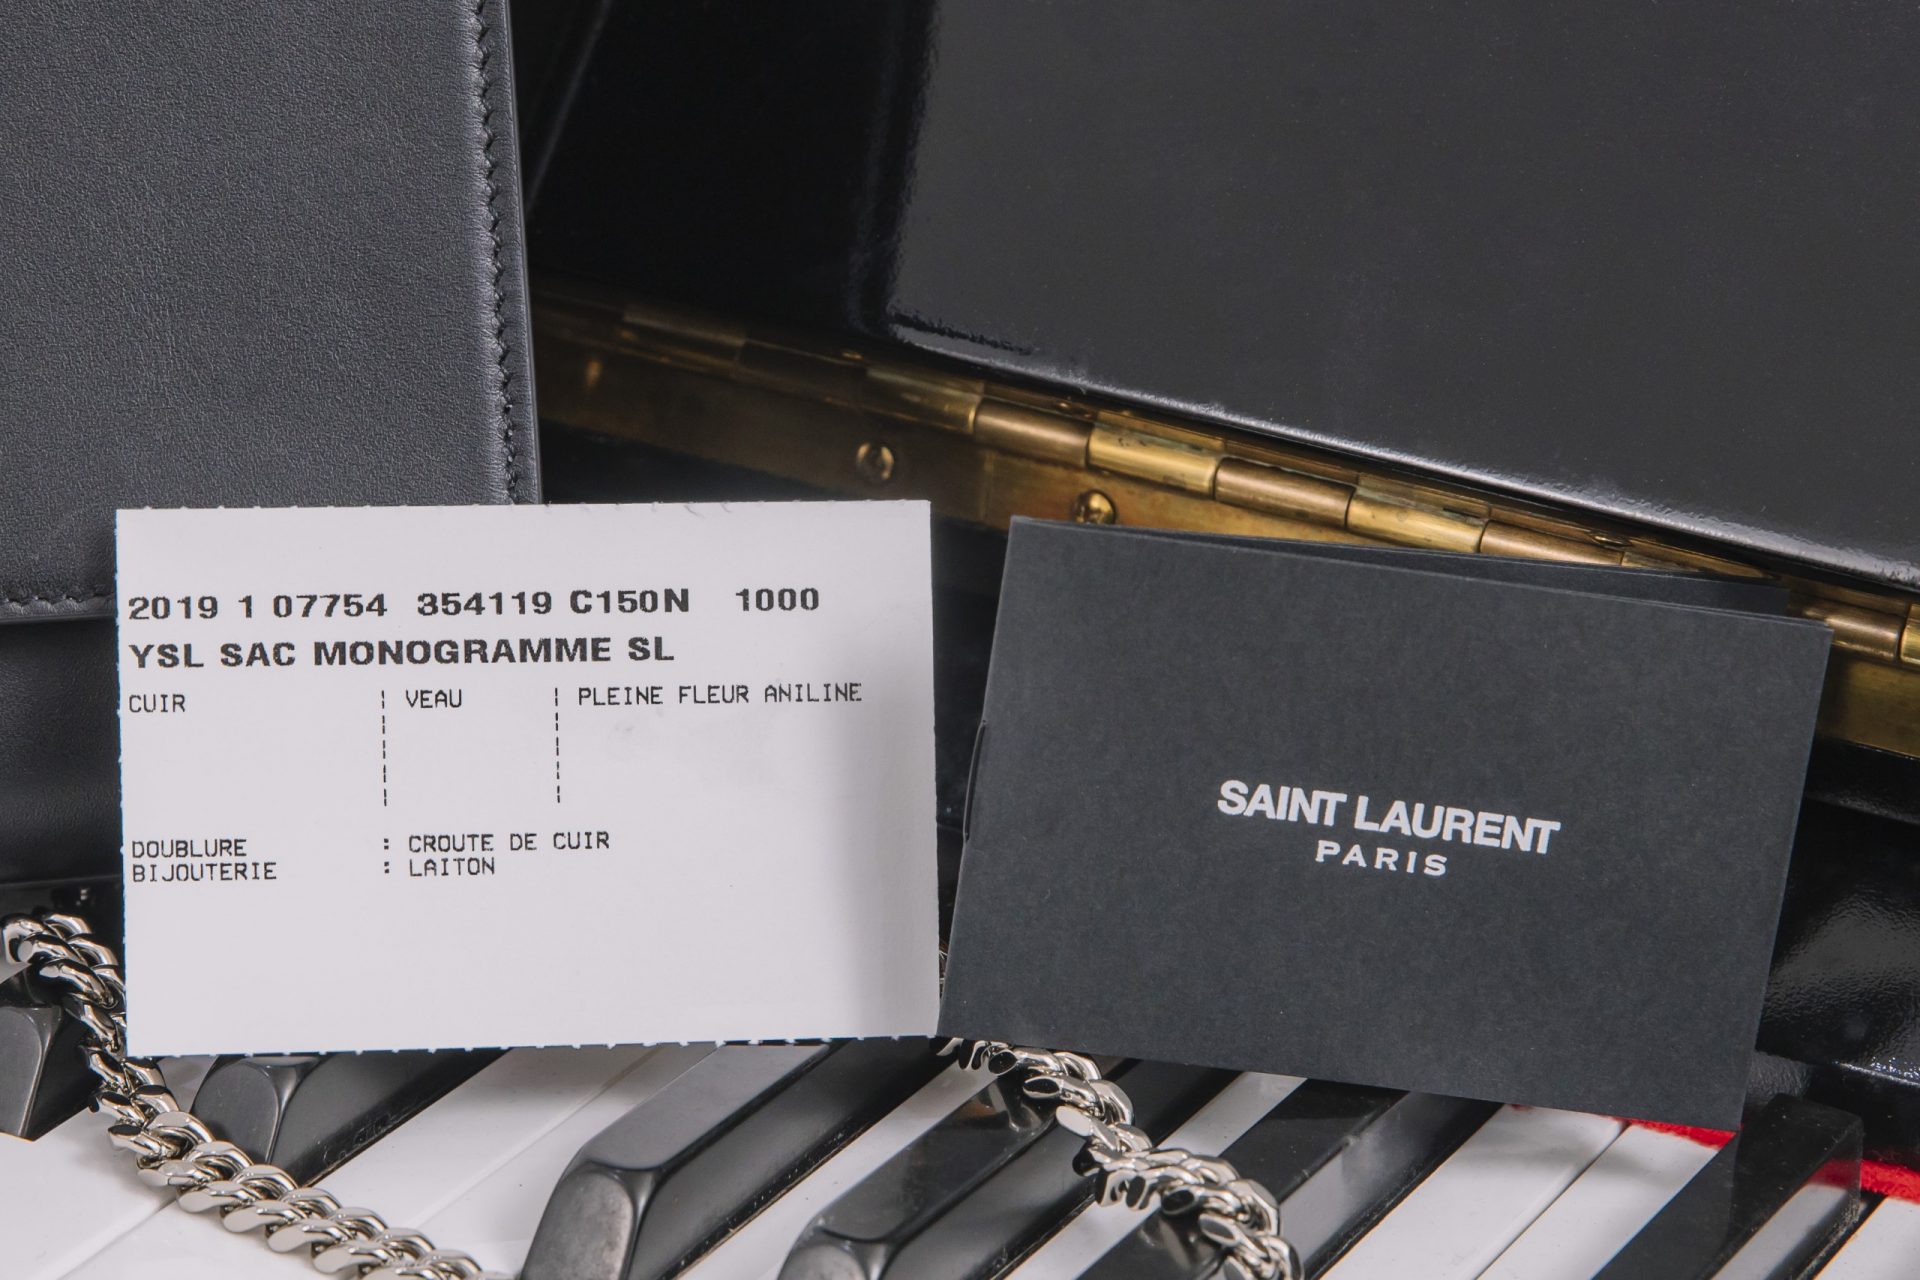 2019 1 07754 354119 C150N 1000
YSL SAC MONOGRAMME SL
CUIR ¦ VEAU ¦ PLEINE FLEUR ANILINE
DOUBLURE : CROUTE DE CUIR
BIJOUTERIE : LAITON
SAINT LAURENT
PARIS